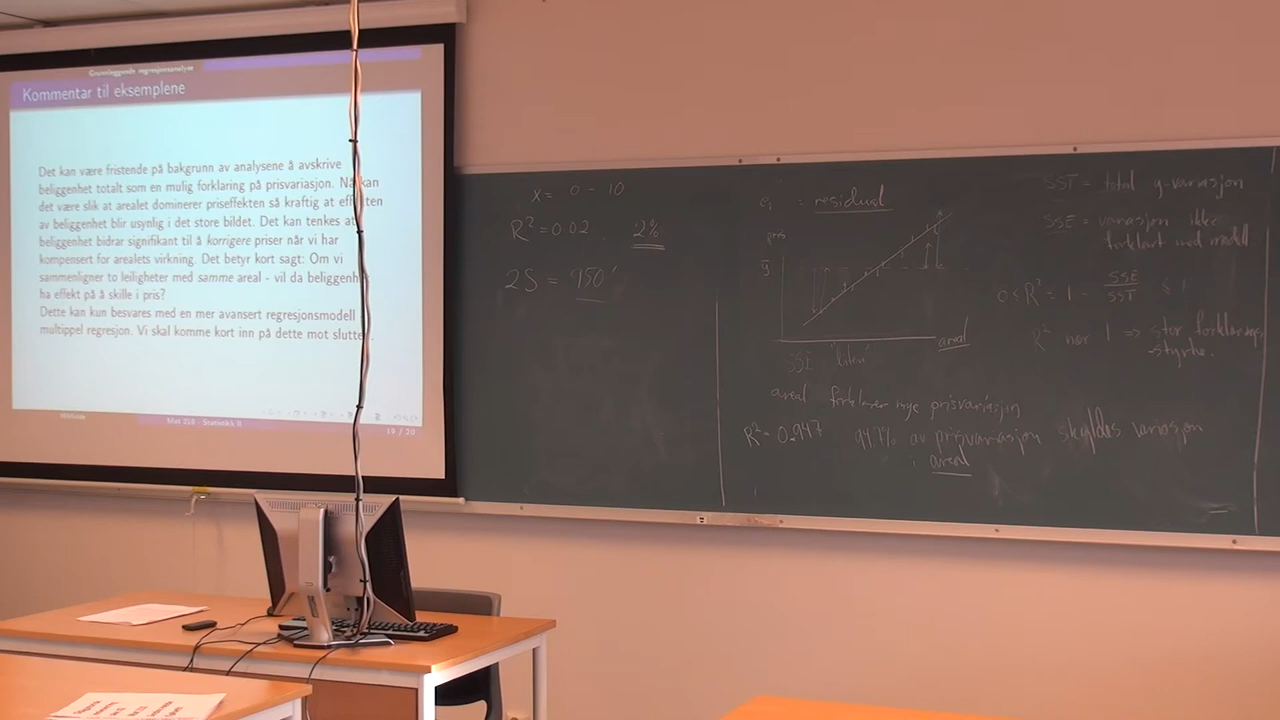 Grunnleggende regresjonsanalyse
Kommentar til eksemplene
Det kan være fristende på bakgrunn av analysene å avskrive
beliggenhet totalt som en mulig forklaring på prisvariasjon. Nå kan
det være slik at arealet dominerer priseffekten så kraftig at effekten
av beliggenhet blir usynlig i det store bildet. Det kan tenkes at
beliggenhet bidrar signifikant til å korrigere priser når vi har
kompensert for arealets virkning. Det betyr kort sagt: Om vi
sammenligner to leiligheter med samme areal - vil da beliggenhet
ha effekt på å skille i pris?
Dette kan kun besvares med en mer avansert regresjonsmodell
multippel regresjon. Vi skal komme kort inn på dette mot slutten.
Statistikk II
19 / 20
x = 0 - 10
R² = 0.02 2%
2S = 950
e_i = residual
pris
ȳ
areal
SSE "liten"
areal forklarer mye prisvariasjon
R² = 0.947 94.7% av prisvariasjon skyldes variasjon
i areal
SST = total y-variasjon
SSE = variasjon ikke
forklart med modell
0 ≤ R² = 1 - SSE/SST ≤ 1
R² nær 1 => stor forklarings
styrke.